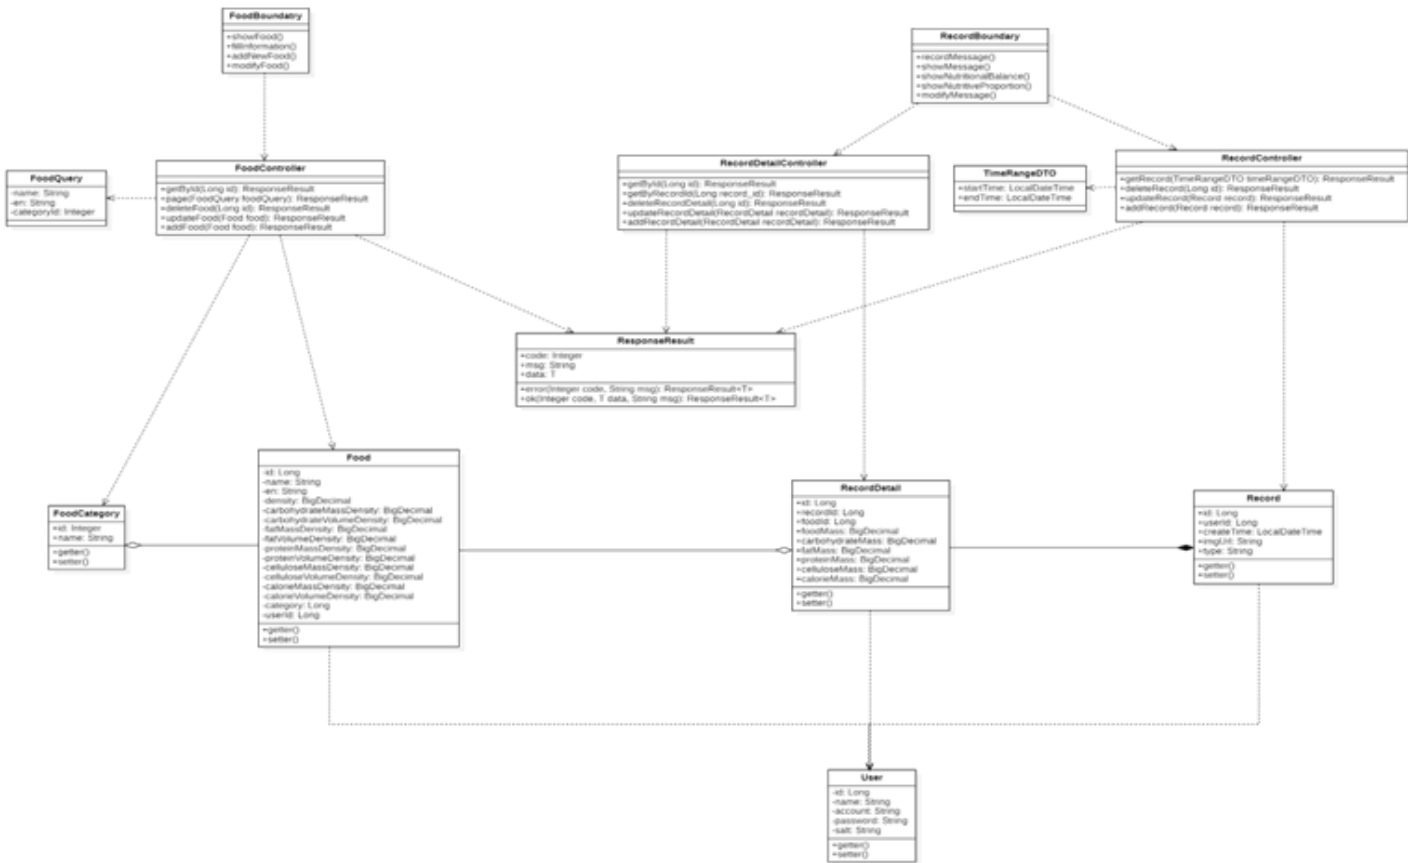 FoodBoundatry
+showFood()
+fillInformation()
+addNewFood()
+modifyFood()
RecordBoundary
+recordMessage()
+showMessage()
+showNutritionalBalance()
+showNutritiveProportion()
+modifyMessage()
FoodQuery
-name: String
-en: String
-categoryId: Integer
FoodController
+getById(Long id): ResponseResult
+page(FoodQuery foodQuery): ResponseResult
+deleteFood(Long id): ResponseResult
+updateFood(Food food): ResponseResult
+addFood(Food food): ResponseResult
RecordDetailController
+getById(Long id): ResponseResult
+getByRecordId(Long record_id): ResponseResult
+deleteRecordDetail(Long id): ResponseResult
+updateRecordDetail(RecordDetail recordDetail): ResponseResult
+addRecordDetail(RecordDetail recordDetail): ResponseResult
TimeRangeDTO
+startTime: LocalDateTime
+endTime: LocalDateTime
RecordController
+getRecord(TimeRangeDTO timeRangeDTO): ResponseResult
+deleteRecord(Long id): ResponseResult
+updateRecord(Record record): ResponseResult
+addRecord(Record record): ResponseResult
ResponseResult
+code: Integer
+msg: String
+data: T
+error(Integer code, String msg): ResponseResult<T>
+ok(Integer code, T data, String msg): ResponseResult<T>
FoodCategory
+id: Integer
+name: String
+getter()
+setter()
Food
-id: Long
-name: String
-en: String
-density: BigDecimal
-carbohydrateMassDensity: BigDecimal
-carbohydrateVolumeDensity: BigDecimal
-fatMassDensity: BigDecimal
-fatVolumeDensity: BigDecimal
-proteinMassDensity: BigDecimal
-proteinVolumeDensity: BigDecimal
-celluloseMassDensity: BigDecimal
-celluloseVolumeDensity: BigDecimal
-calorieMassDensity: BigDecimal
-calorieVolumeDensity: BigDecimal
-category: Long
-userId: Long
+getter()
+setter()
RecordDetail
+id: Long
+recordId: Long
+foodId: Long
+foodMass: BigDecimal
+carbohydrateMass: BigDecimal
+fatMass: BigDecimal
+proteinMass: BigDecimal
+celluloseMass: BigDecimal
+calorieMass: BigDecimal
+getter()
+setter()
Record
+id: Long
+userId: Long
+createTime: LocalDateTime
+imgUrl: String
+type: String
+getter()
+setter()
User
-id: Long
-name: String
-account: String
-password: String
-salt: String
+getter()
+setter()